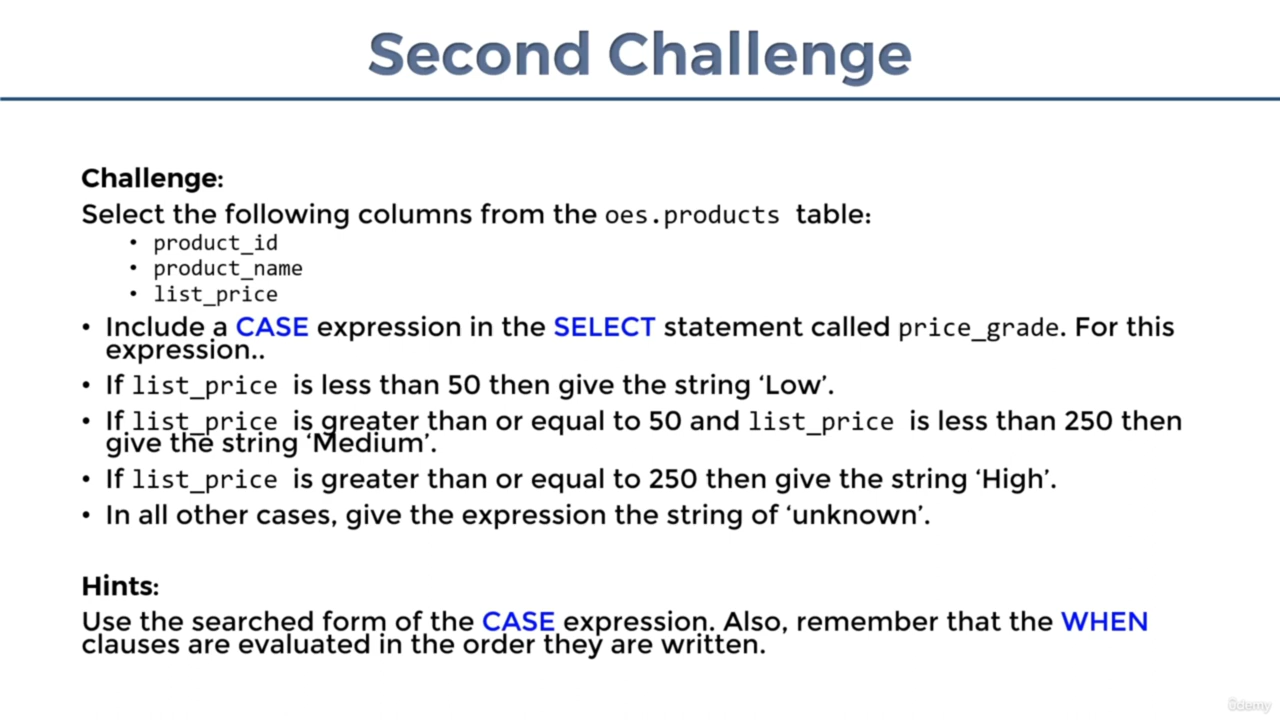 Second Challenge
Challenge:
Select the following columns from the oes.products table:
• product_id
• product_name
• list_price
• Include a CASE expression in the SELECT statement called price_grade. For this
expression..
• If list_price is less than 50 then give the string ‘Low’.
• If list_price is greater than or equal to 50 and list_price is less than 250 then
give the string ‘Medium’.
• If list_price is greater than or equal to 250 then give the string ‘High’.
• In all other cases, give the expression the string of ‘unknown’.
Hints:
Use the searched form of the CASE expression. Also, remember that the WHEN
clauses are evaluated in the order they are written.
ûdemy